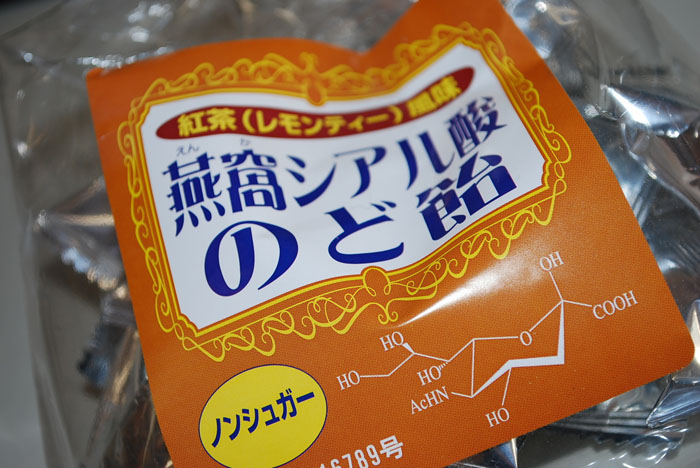 紅茶(レモンティー)風味
えん か
燕窩シアル酸
のど飴
OH
COOH
O
HO
HO
HO
AcHN
HO
ノンシュガー
6789号